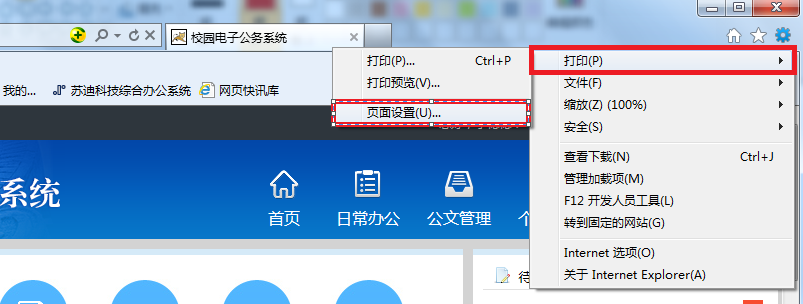 校园电子公务系统
打印(P)... Ctrl+P
打印预览(V)...
页面设置(U)...
打印(P)
文件(F)
缩放(Z) (100%)
安全(S)
查看下载(N) Ctrl+J
管理加载项(M)
F12 开发人员工具(L)
转到固定的网站(G)
Internet 选项(O)
关于 Internet Explorer(A)
我的... 苏迪科技综合办公系统 网页快讯库
系统
首页 日常办公 公文管理 个
待